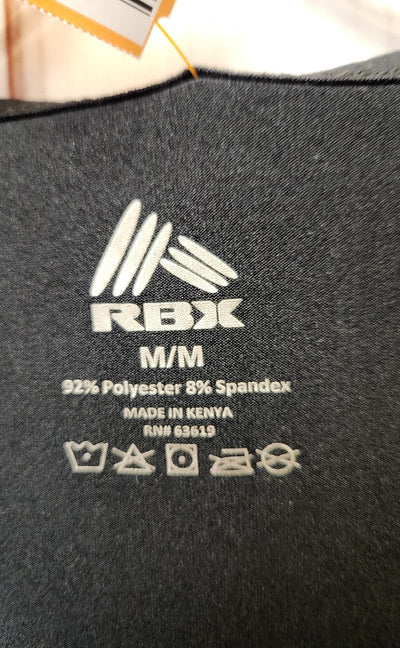 RBX
M/M
92% Polyester 8% Spandex
MADE IN KENYA
RN# 63619